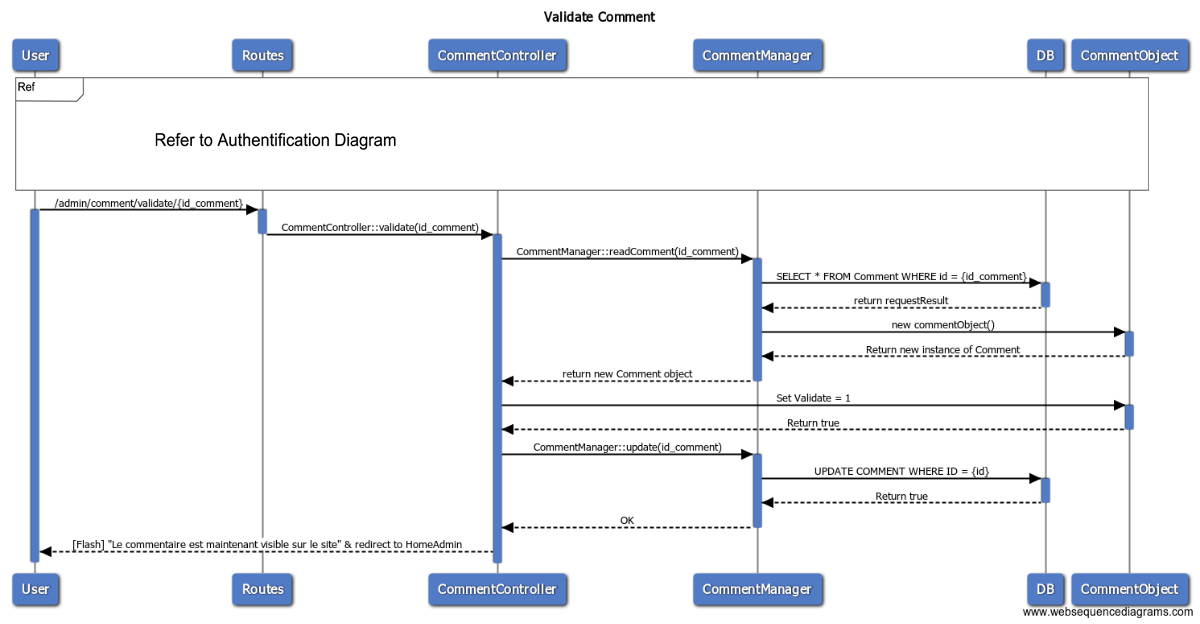 Validate Comment
User
Routes
CommentController
CommentManager
DB
CommentObject
Ref
Refer to Authentification Diagram
/admin/comment/validate/{id_comment}
CommentController::validate(id_comment)
CommentManager::readComment(id_comment)
SELECT * FROM Comment WHERE id = {id_comment}
return requestResult
new commentObject()
Return new instance of Comment
return new Comment object
Set Validate = 1
Return true
CommentManager::update(id_comment)
UPDATE COMMENT WHERE ID = {id}
Return true
OK
[Flash] "Le commentaire est maintenant visible sur le site" & redirect to HomeAdmin
User
Routes
CommentController
CommentManager
DB
CommentObject
www.websequencediagrams.com